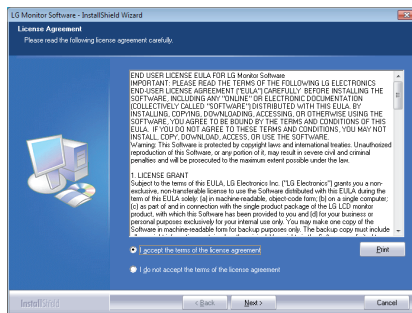 LG Monitor Software - InstallShield Wizard
License Agreement
Please read the following license agreement carefully.
END USER LICENSE EULA FOR LG Monitor Software
IMPORTANT: PLEASE READ THE TERMS OF THE FOLLOWING LG ELECTRONICS
END-USER LICENSE AGREEMENT ("EULA") CAREFULLY BEFORE INSTALLING THE
SOFTWARE, INCLUDING ANY "ONLINE" OR ELECTRONIC DOCUMENTATION
(COLLECTIVELY CALLED "SOFTWARE") DISTRIBUTED WITH THIS EULA. BY
INSTALLING, COPYING, DOWNLOADING, ACCESSING, OR OTHERWISE USING THE
SOFTWARE, YOU AGREE TO BE BOUND BY THE TERMS AND CONDITIONS OF THIS
EULA. IF YOU DO NOT AGREE TO THESE TERMS AND CONDITIONS, YOU MAY NOT
INSTALL, COPY, DOWNLOAD, ACCESS, OR USE THE SOFTWARE.
Warning: This Software is protected by copyright laws and international treaties. Unauthorized
reproduction of this Software, or any portion of it, may result in severe civil and criminal
penalties and will be prosecuted to the maximum extent possible under the law.
1. LICENSE GRANT
Subject to the terms of this EULA, LG Electronics Inc. ("LG Electronics") grants you a non-
exclusive, non-transferable license to use the Software distributed with this EULA during the
term of this EULA solely: (a) in machine-readable, object-code form; (b) on a single computer;
(c) as part of and in connection with the single product package of the LG LCD monitor
product, with which this Software has been provided to you and (d) for your business or
personal purposes exclusively for your internal use only. You may make one copy of the
Software in machine-readable form for backup purposes only. The backup copy must include
I accept the terms of the license agreement
Print
I do not accept the terms of the license agreement
InstallShield
< Back
Next >
Cancel